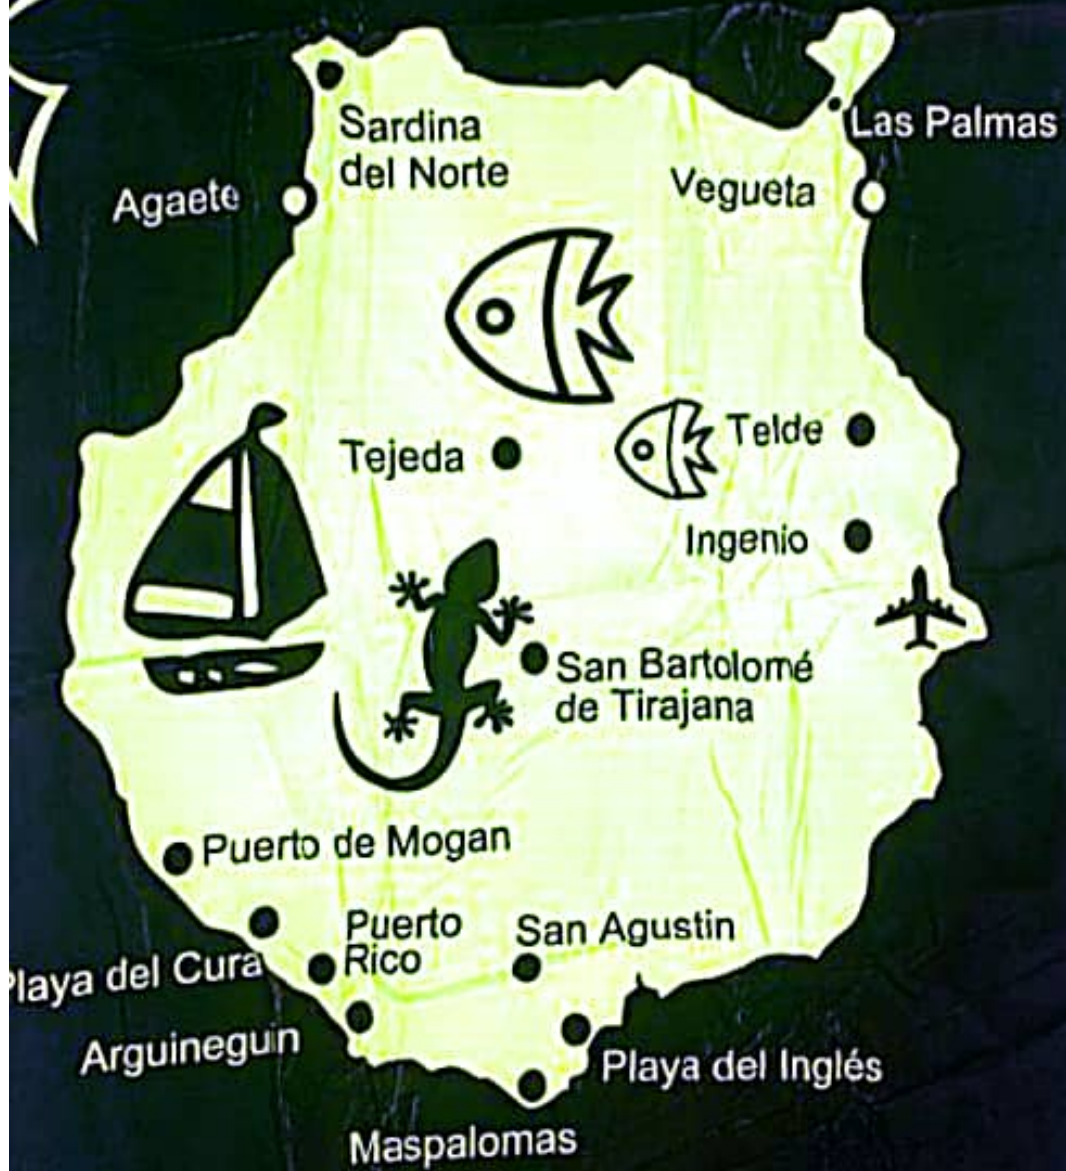 Sardina
del Norte
Las Palmas
Agaete
Vegueta
Telde
Tejeda
Ingenio
San Bartolomé
de Tirajana
Puerto de Mogan
Puerto
Rico
San Agustin
Playa del Cura
Arguineguin
Playa del Inglés
Maspalomas